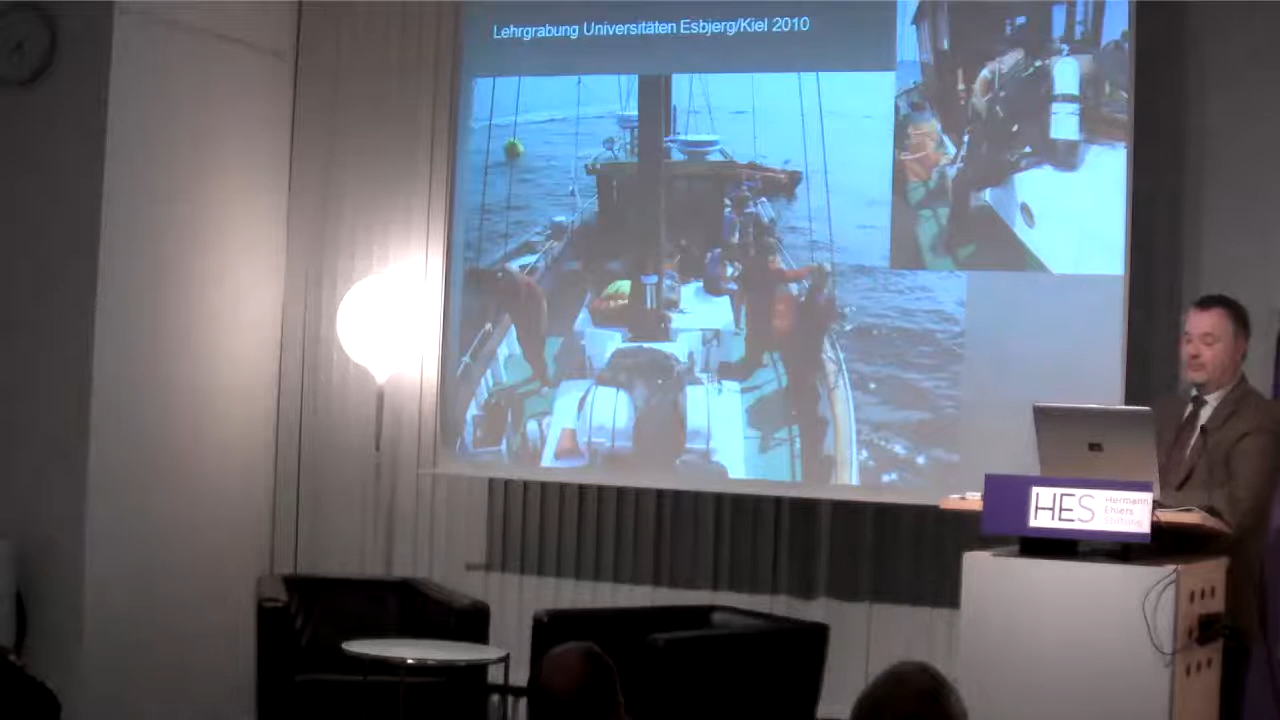 Lehrgrabung Universitäten Esbjerg/Kiel 2010
HES
Hermann
Ehlers
Stiftung